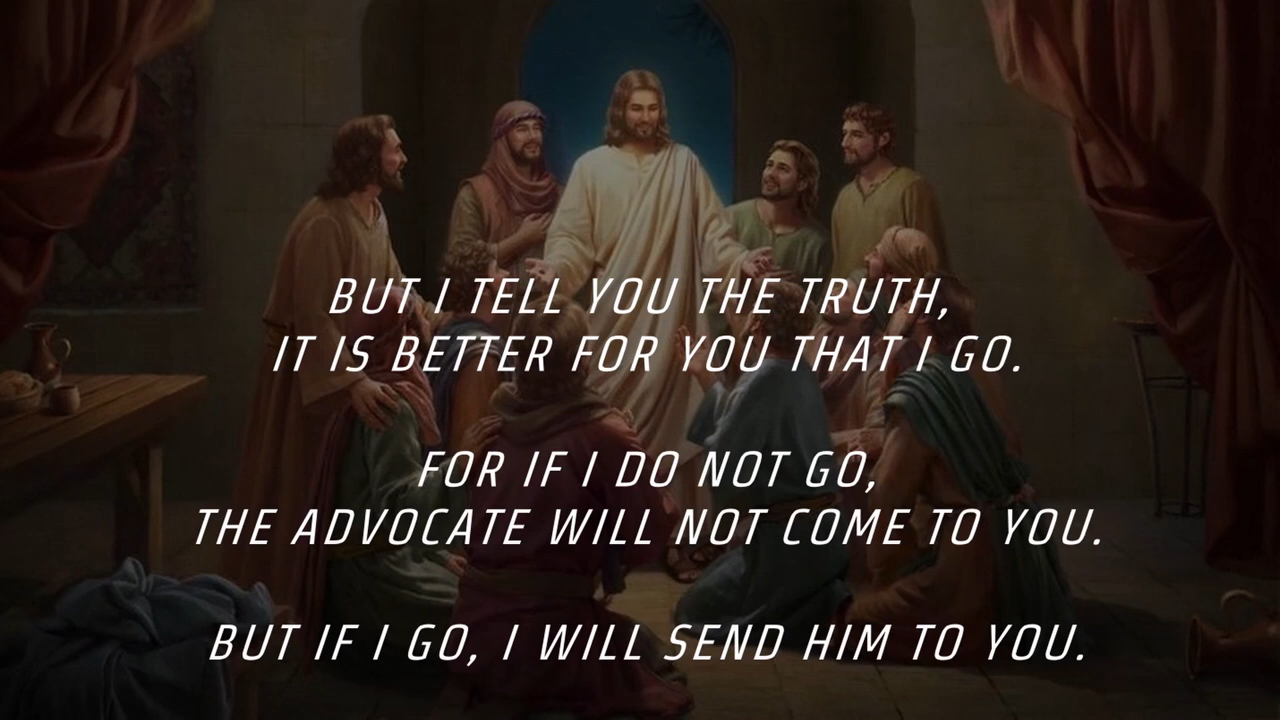 BUT I TELL YOU THE TRUTH,
IT IS BETTER FOR YOU THAT I GO.
FOR IF I DO NOT GO,
THE ADVOCATE WILL NOT COME TO YOU.
BUT IF I GO, I WILL SEND HIM TO YOU.